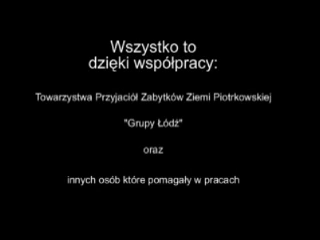 Wszystko to
dzięki współpracy:
Towarzystwa Przyjaciół Zabytków Ziemi Piotrkowskiej
"Grupy Łódź"
oraz
innych osób które pomagały w pracach